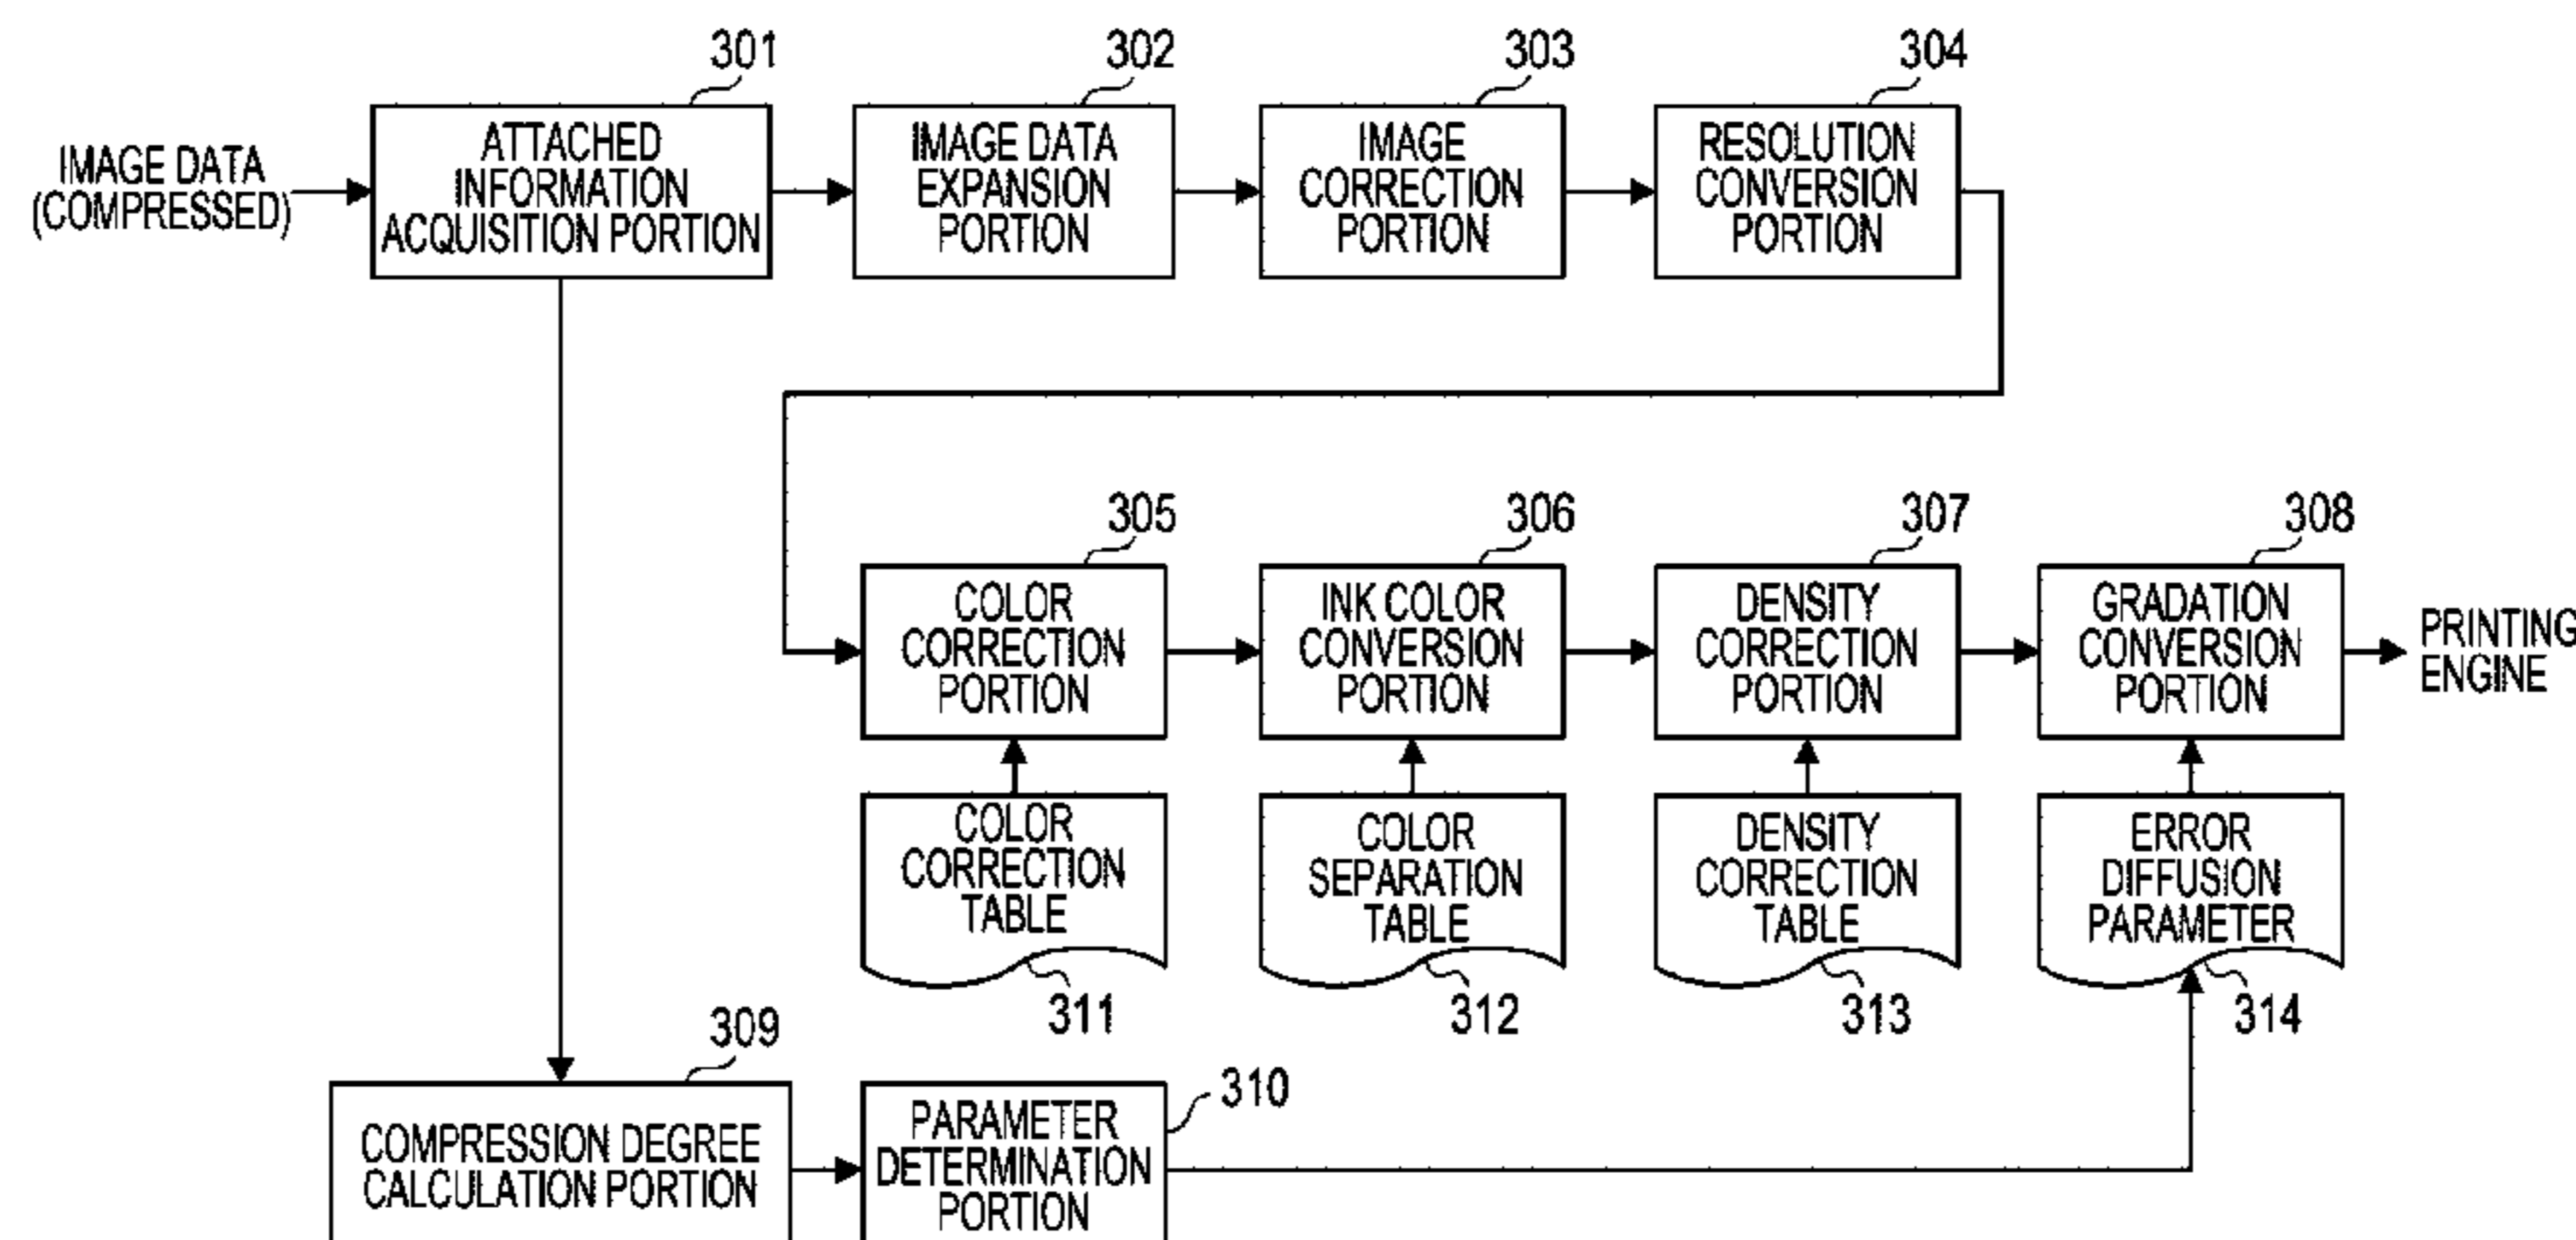 301
302
303
304
IMAGE DATA
(COMPRESSED)
ATTACHED
INFORMATION
ACQUISITION PORTION
IMAGE DATA
EXPANSION
PORTION
IMAGE
CORRECTION
PORTION
RESOLUTION
CONVERSION
PORTION
305
306
307
308
COLOR
CORRECTION
PORTION
INK COLOR
CONVERSION
PORTION
DENSITY
CORRECTION
PORTION
GRADATION
CONVERSION
PORTION
PRINTING
ENGINE
COLOR
CORRECTION
TABLE
COLOR
SEPARATION
TABLE
DENSITY
CORRECTION
TABLE
ERROR
DIFFUSION
PARAMETER
311
312
313
314
309
310
COMPRESSION DEGREE
CALCULATION PORTION
PARAMETER
DETERMINATION
PORTION